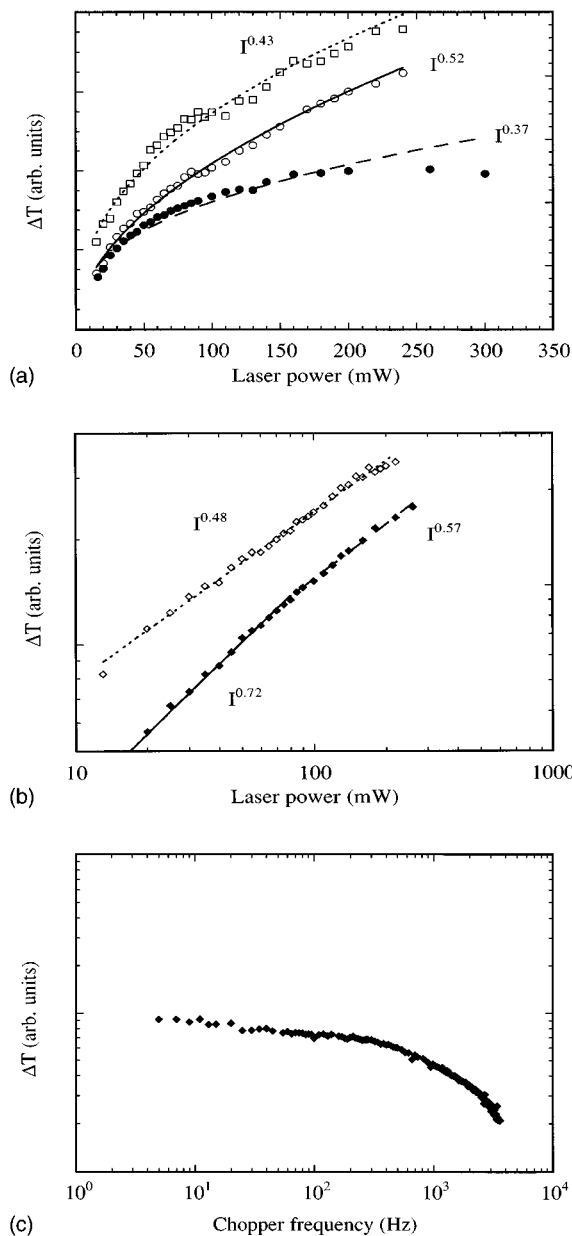 I^0.43
I^0.52
I^0.37
ΔT (arb. units)
0 50 100 150 200 250 300 350
(a)
Laser power (mW)
I^0.48
I^0.57
I^0.72
ΔT (arb. units)
10 100 1000
(b)
Laser power (mW)
ΔT (arb. units)
10^0 10^1 10^2 10^3 10^4
(c)
Chopper frequency (Hz)